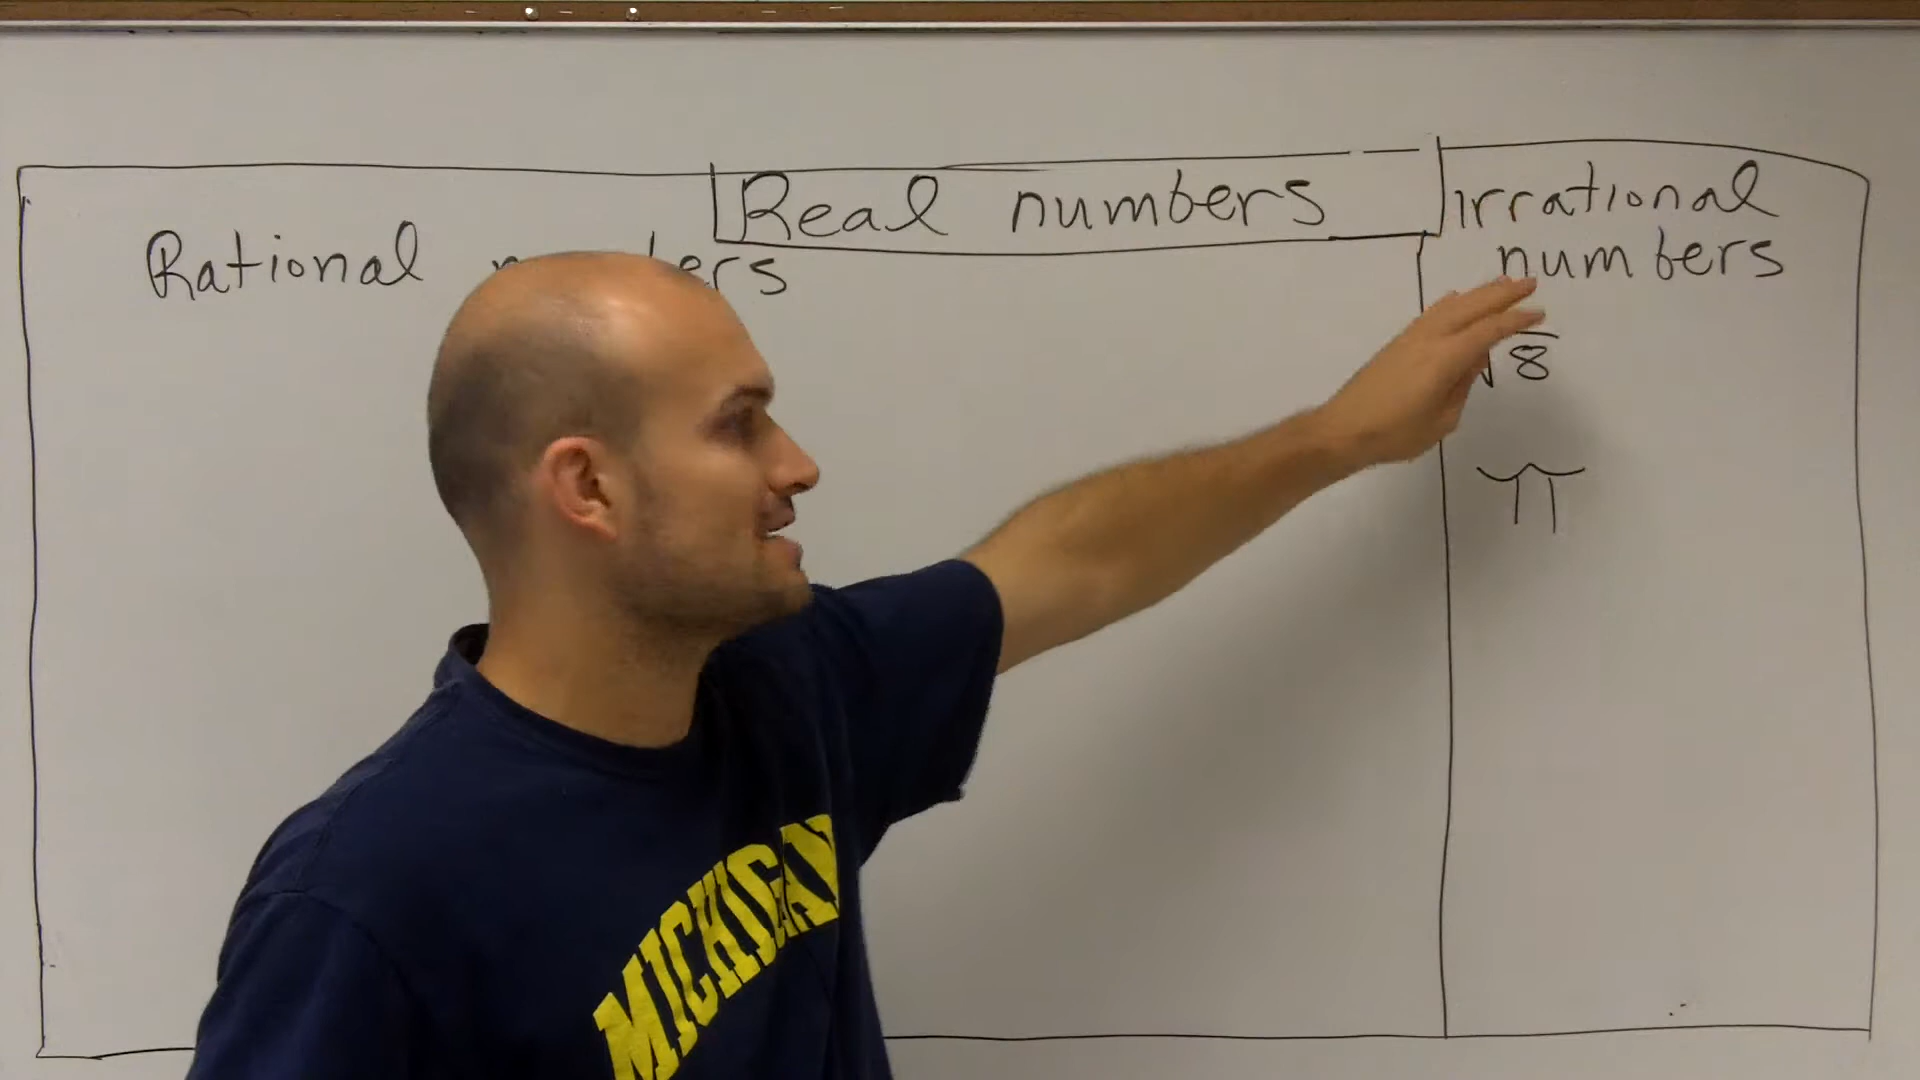 Real numbers
Rational numbers
irrational
numbers
√8
π
MICHIGAN